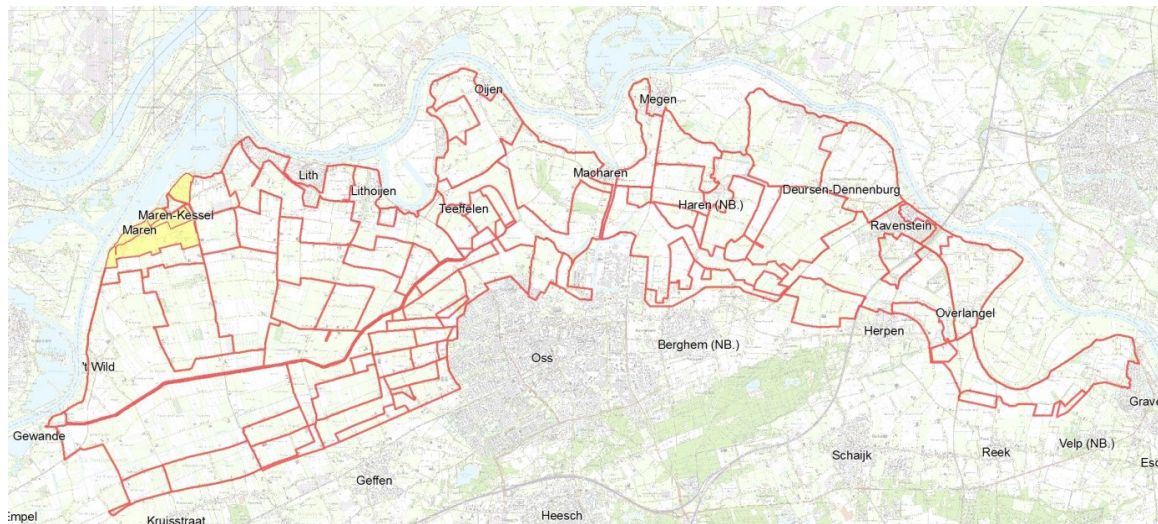 Oijen
Megen
Lith
Macharen
Lithoijen
Deursen-Dennenburg
Haren (NB.)
Teeffelen
Maren-Kessel
Maren
Ravenstein
Overlangel
Herpen
Berghem (NB.)
Oss
't Wild
Grave
Gewande
Velp (NB.)
Reek
Schaijk
Geffen
Heesch
Kruisstraat